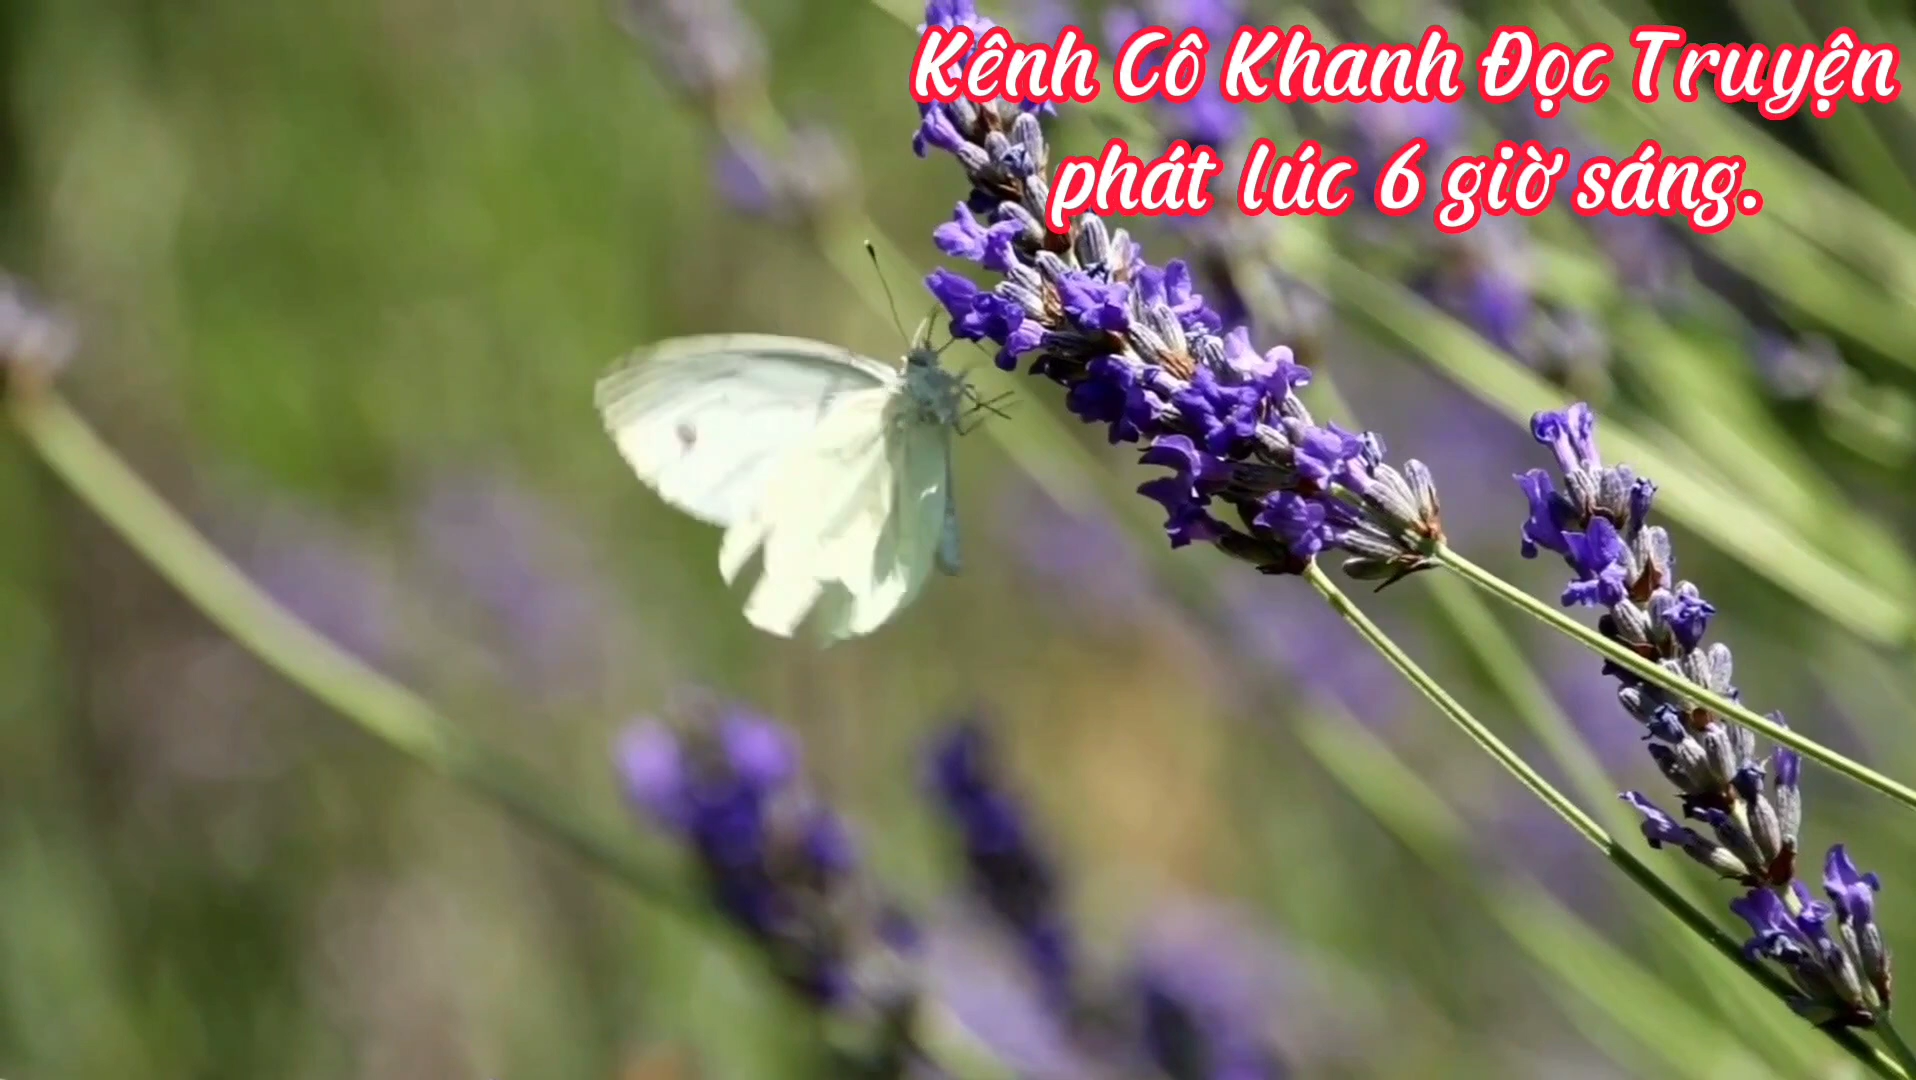 Kênh Cô Khanh Đọc Truyện
phát lúc 6 giờ sáng.